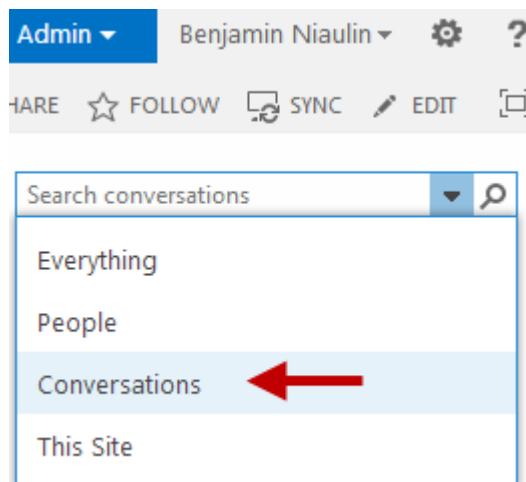 Admin Benjamin Niaulin ?
HARE FOLLOW SYNC EDIT
Search conversations
Everything
People
Conversations
This Site